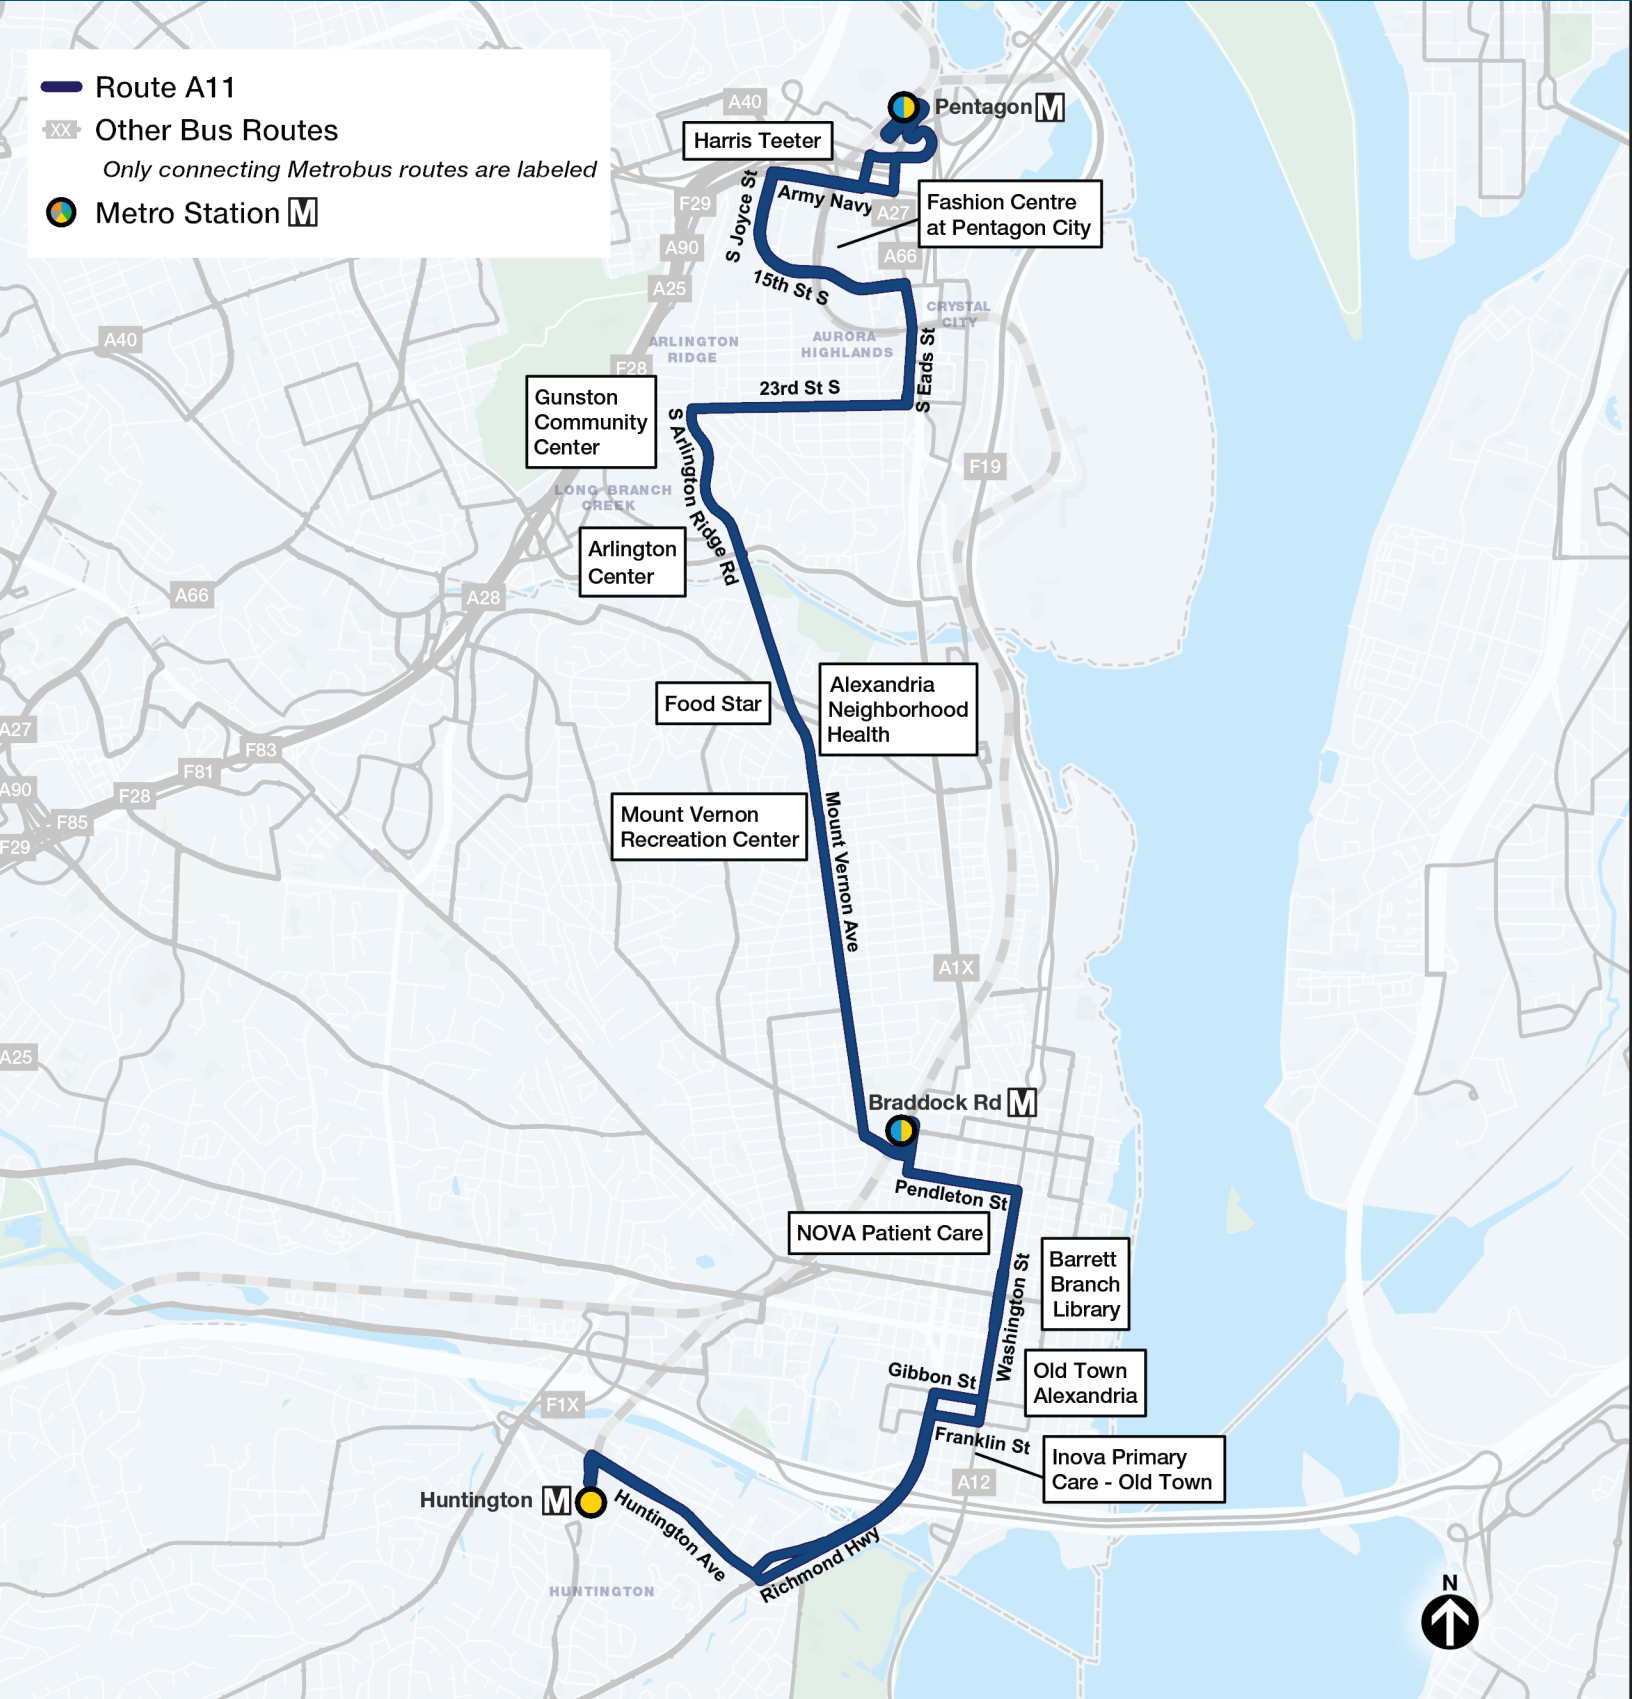 Route A11
XX Other Bus Routes
Only connecting Metrobus routes are labeled
Metro Station M
A40
Pentagon M
Harris Teeter
S Joyce St
Army Navy
F29
A27
Fashion Centre
at Pentagon City
A90
A66
A25
15th St S
CRYSTAL
CITY
A40
ARLINGTON
RIDGE
AURORA
HIGHLANDS
S Eads St
F28
23rd St S
Gunston
Community
Center
S Arlington Ridge Rd
F19
LONG BRANCH
CREEK
Arlington
Center
A66
A28
Food Star
Alexandria
Neighborhood
Health
A27
F83
F81
A90
F28
F85
F29
Mount Vernon
Recreation Center
Mount Vernon Ave
A1X
A25
Braddock Rd M
Pendleton St
NOVA Patient Care
Washington St
Barrett
Branch
Library
Gibbon St
Old Town
Alexandria
F1X
Franklin St
Inova Primary
Care - Old Town
A12
Huntington M
Huntington Ave
Richmond Hwy
HUNTINGTON
N